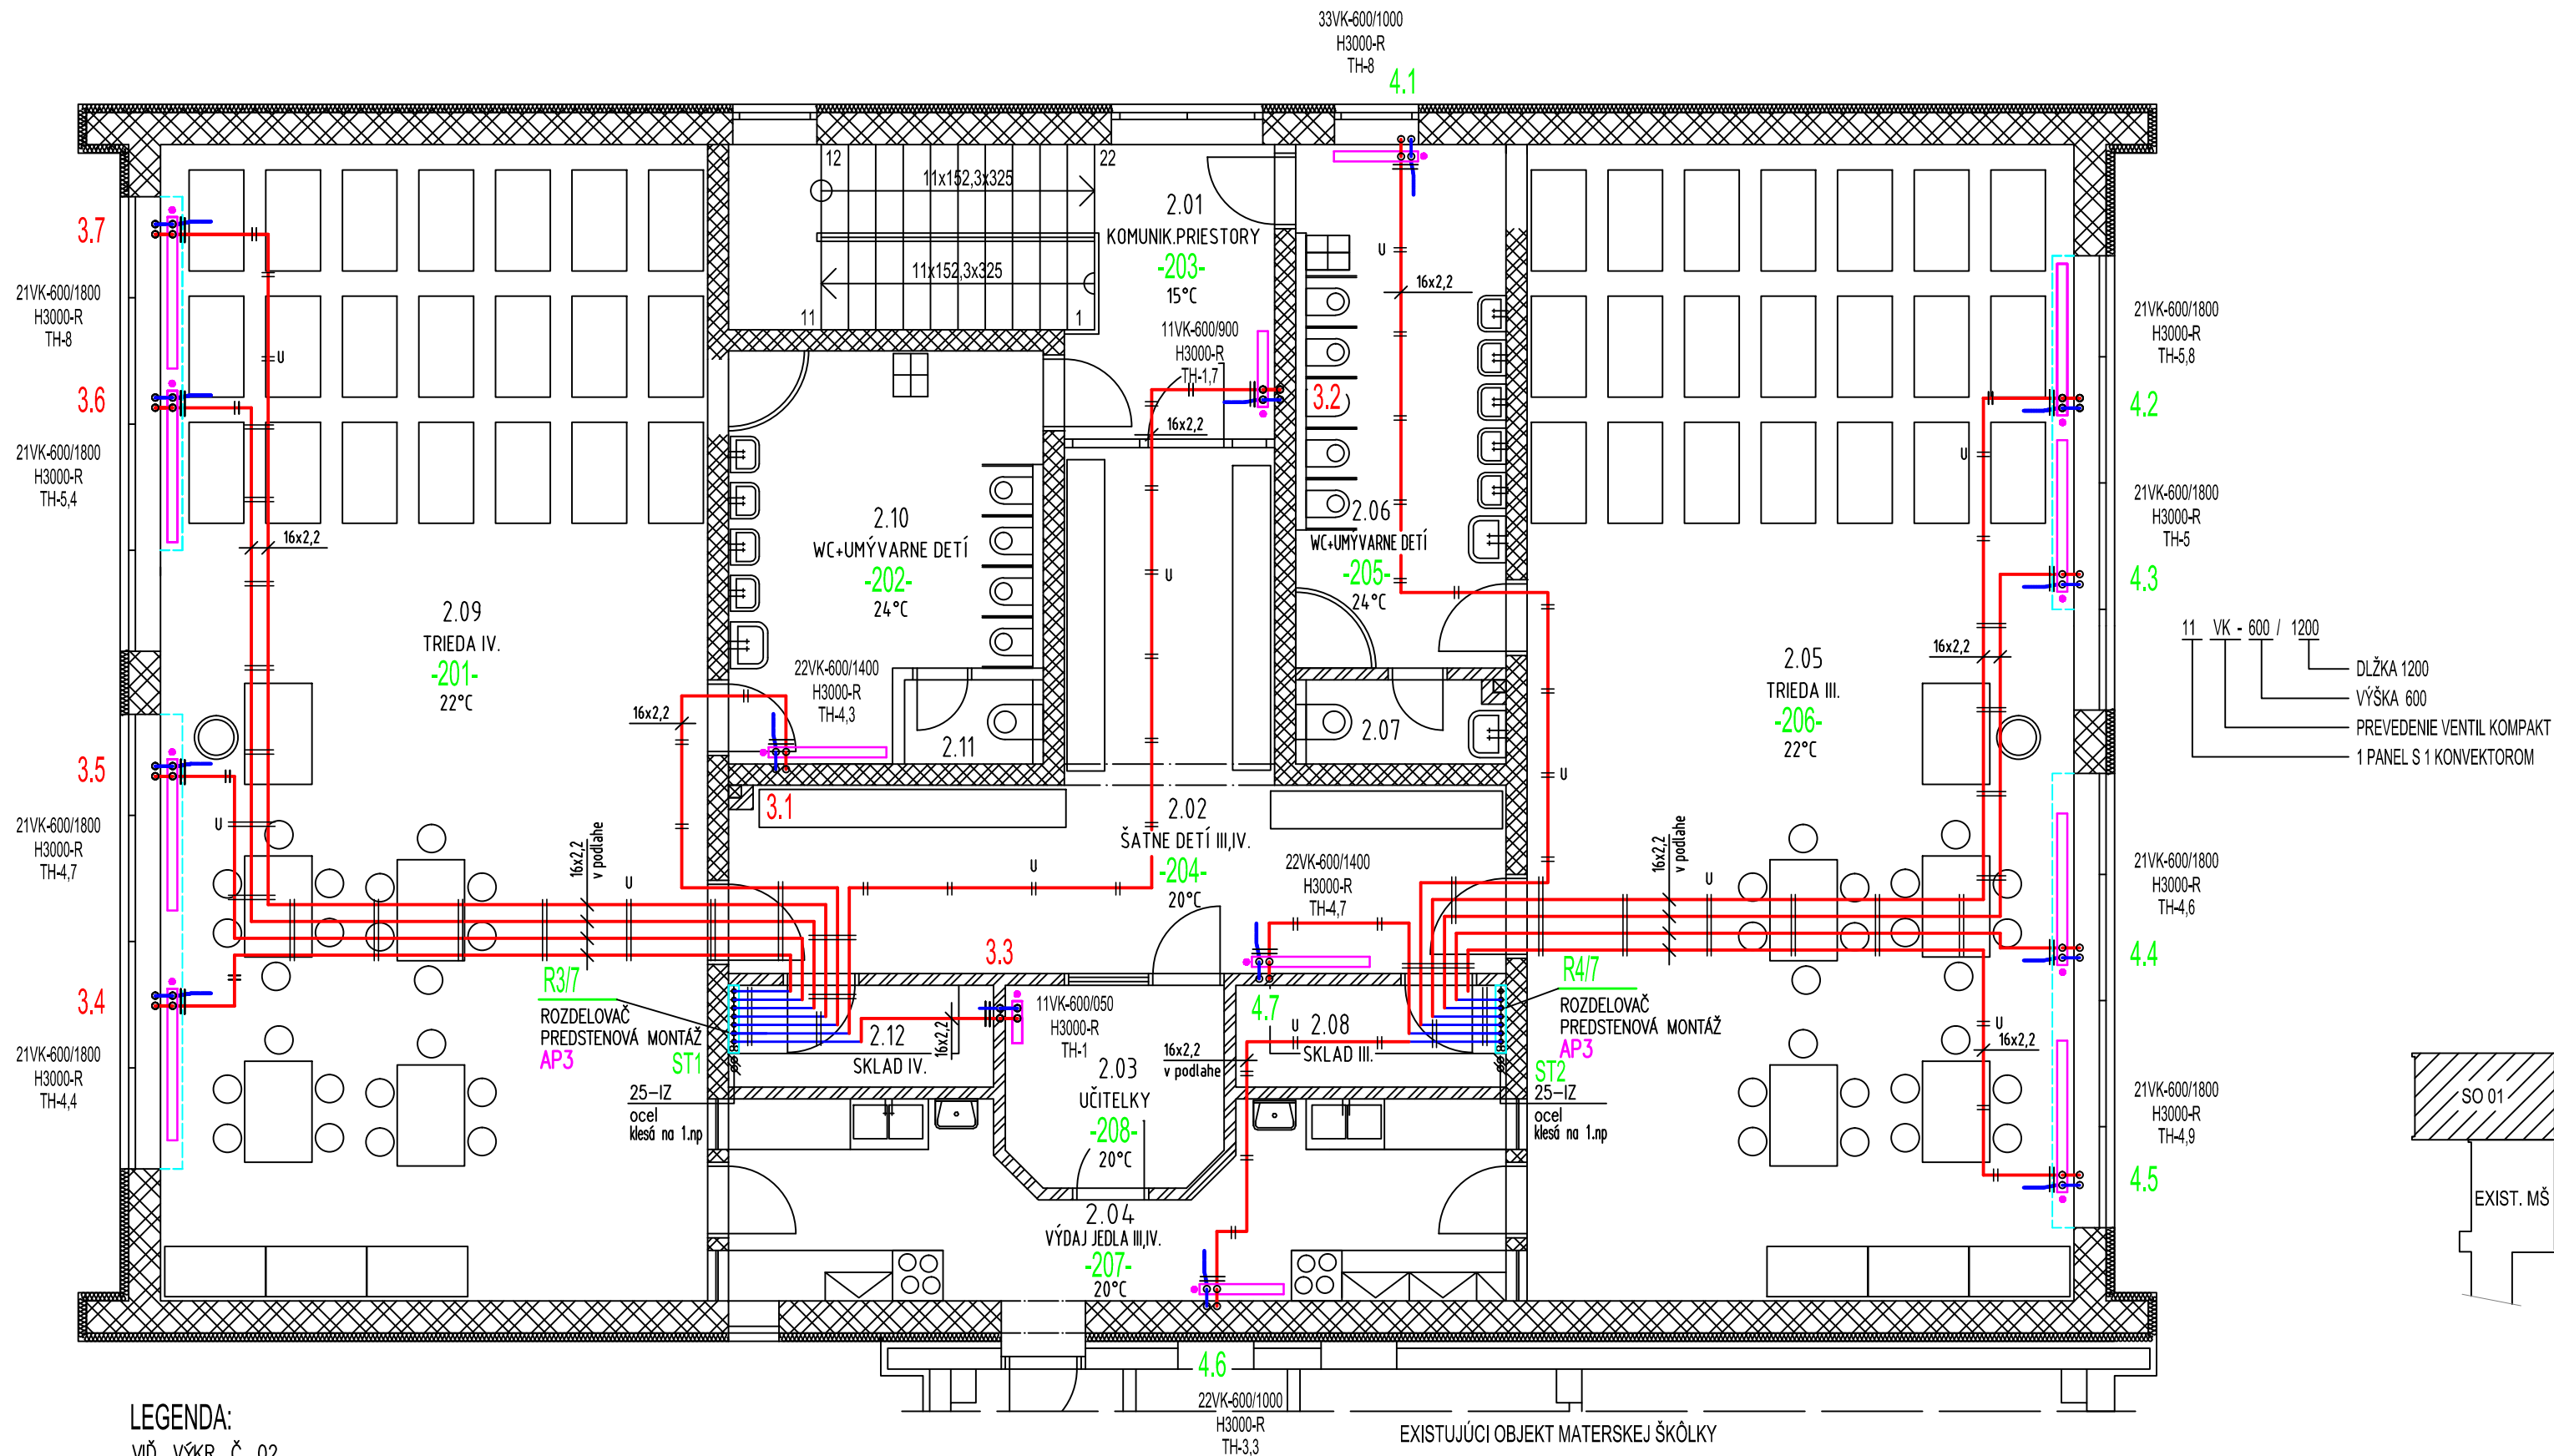 33VK-600/1000
H3000-R
TH-8
4.1
12
22
11x152,3x325
11x152,3x325
11
1
2.01
KOMUNIK.PRIESTORY
-203-
15°C
11VK-600/900
H3000-R
TH-1,7
3.2
16x2,2
U
16x2,2
3.7
21VK-600/1800
H3000-R
TH-8
U
3.6
21VK-600/1800
H3000-R
TH-5,4
16x2,2
2.09
TRIEDA IV.
-201-
22°C
2.10
WC+UMÝVARNE DETÍ
-202-
24°C
22VK-600/1400
H3000-R
TH-4,3
16x2,2
2.11
3.1
U
2.06
WC+UMÝVARNE DETÍ
-205-
24°C
2.07
U
21VK-600/1800
H3000-R
TH-5,8
4.2
U
21VK-600/1800
H3000-R
TH-5
4.3
16x2,2
2.05
TRIEDA III.
-206-
22°C
11 VK - 600 / 1200
DLŽKA 1200
VÝŠKA 600
PREVEDENIE VENTIL KOMPAKT
1 PANEL S 1 KONVEKTOROM
3.5
21VK-600/1800
H3000-R
TH-4,7
U
16x2,2
v podlahe
U
2.02
ŠATNE DETÍ III,IV.
-204-
20°C
U
22VK-600/1400
H3000-R
TH-4,7
16x2,2
v podlahe
U
21VK-600/1800
H3000-R
TH-4,6
4.4
3.4
21VK-600/1800
H3000-R
TH-4,4
R3/7
ROZDELOVAČ
PREDSTENOVÁ MONTÁŽ
AP3
ST1
25-IZ
ocel
klesá na 1.np
3.3
11VK-600/050
H3000-R
TH-1
2.12
SKLAD IV.
16x2,2
2.03
UČITELKY
-208-
20°C
16x2,2
v podlahe
4.7
U
2.08
SKLAD III.
R4/7
ROZDELOVAČ
PREDSTENOVÁ MONTÁŽ
AP3
ST2
25-IZ
ocel
klesá na 1.np
U
16x2,2
21VK-600/1800
H3000-R
TH-4,9
4.5
SO 01
EXIST. MŠ
2.04
VÝDAJ JEDLA III,IV.
-207-
20°C
4.6
22VK-600/1000
H3000-R
TH-3,3
EXISTUJÚCI OBJEKT MATERSKEJ ŠKÔLKY
LEGENDA:
VIĎ. VÝKR. Č. 02